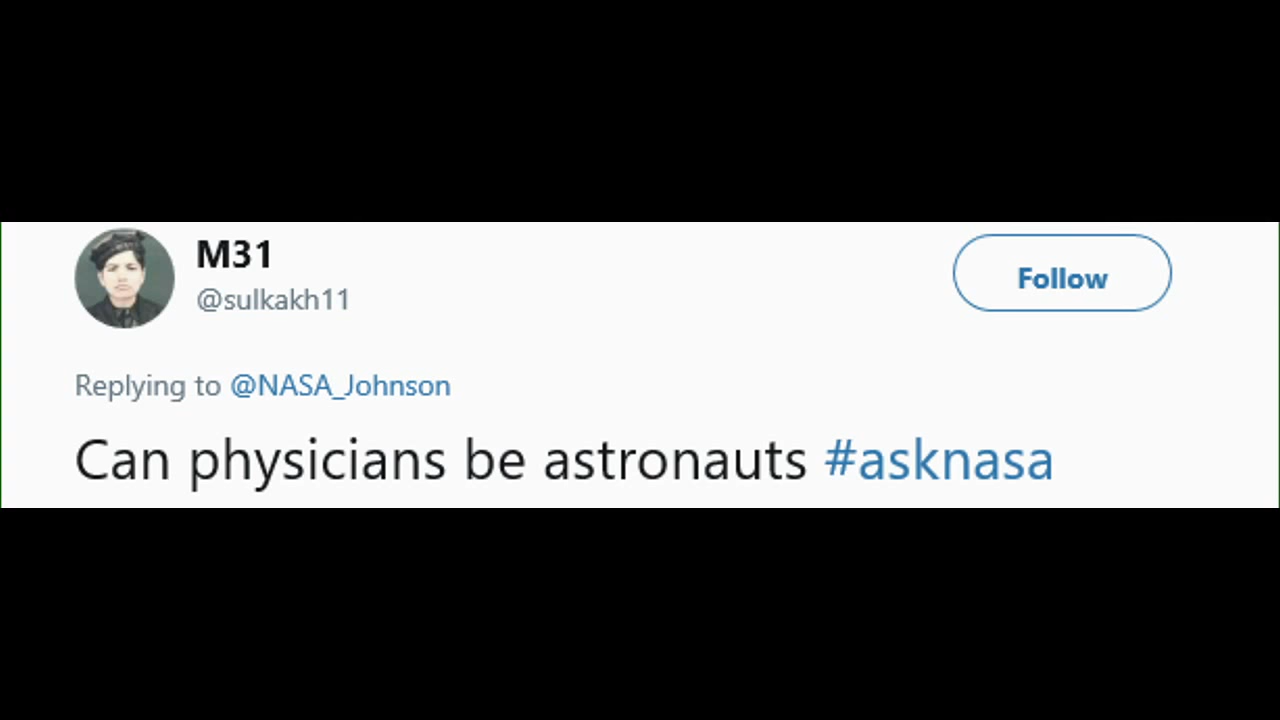 M31
@sulkakh11
Follow
Replying to @NASA_Johnson
Can physicians be astronauts #asknasa